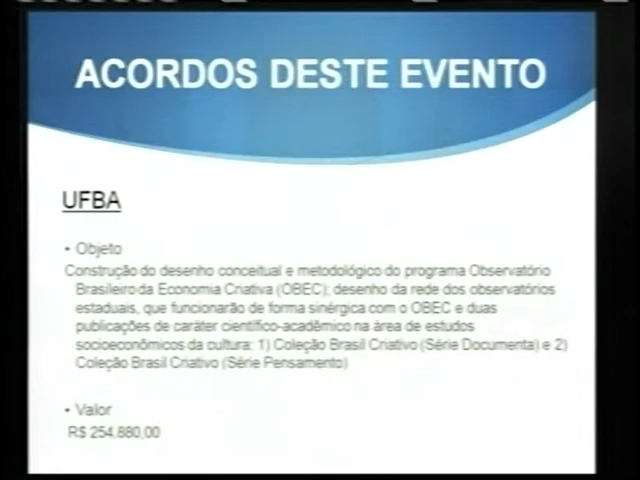 ACORDOS DESTE EVENTO
UFBA
• Objeto
Construção do desenho conceitual e metodológico do programa Observatório
Brasileiro da Economia Criativa (OBEC); desenho da rede dos observatórios
estaduais, que funcionarão de forma sinérgica com o OBEC e duas
publicações de caráter científico-acadêmico na área de estudos
socioeconômicos da cultura: 1) Coleção Brasil Criativo (Série Documenta) e 2)
Coleção Brasil Criativo (Série Pensamento)
• Valor
R$ 254.880,00